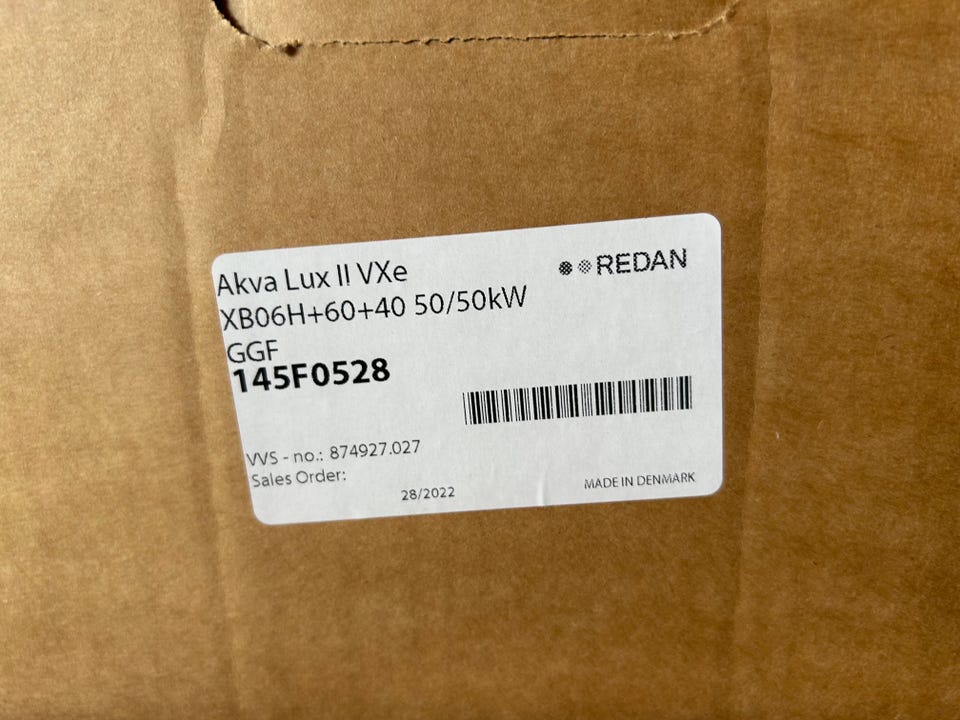 Akva Lux II VXe
REDAN
XB06H+60+40 50/50kW
GGF
145F0528
VVS - no.: 874927.027
Sales Order:
28/2022
MADE IN DENMARK